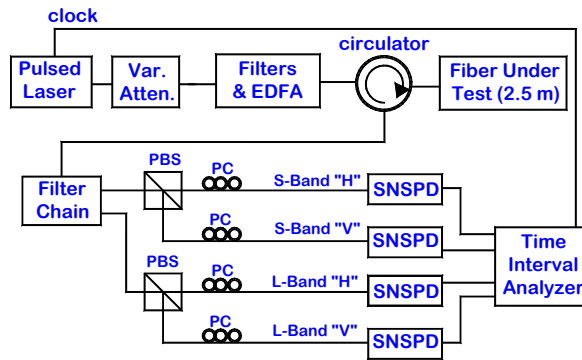 clock
Pulsed
Laser
Var.
Atten.
Filters
& EDFA
circulator
Fiber Under
Test (2.5 m)
Filter
Chain
PBS
PC
S-Band "H"
SNSPD
PC
S-Band "V"
SNSPD
PBS
PC
L-Band "H"
SNSPD
PC
L-Band "V"
SNSPD
Time
Interval
Analyzer